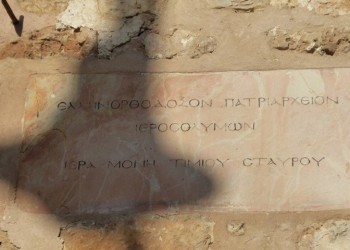 ΕΛΛΗΝΟΡΘΟΔΟΞΟΝ ΠΑΤΡΙΑΡΧΕΙΟΝ
ΙΕΡΟΣΟΛΥΜΩΝ
ΙΕΡΑ ΜΟΝΗ ΤΙΜΙΟΥ ΣΤΑΥΡΟΥ